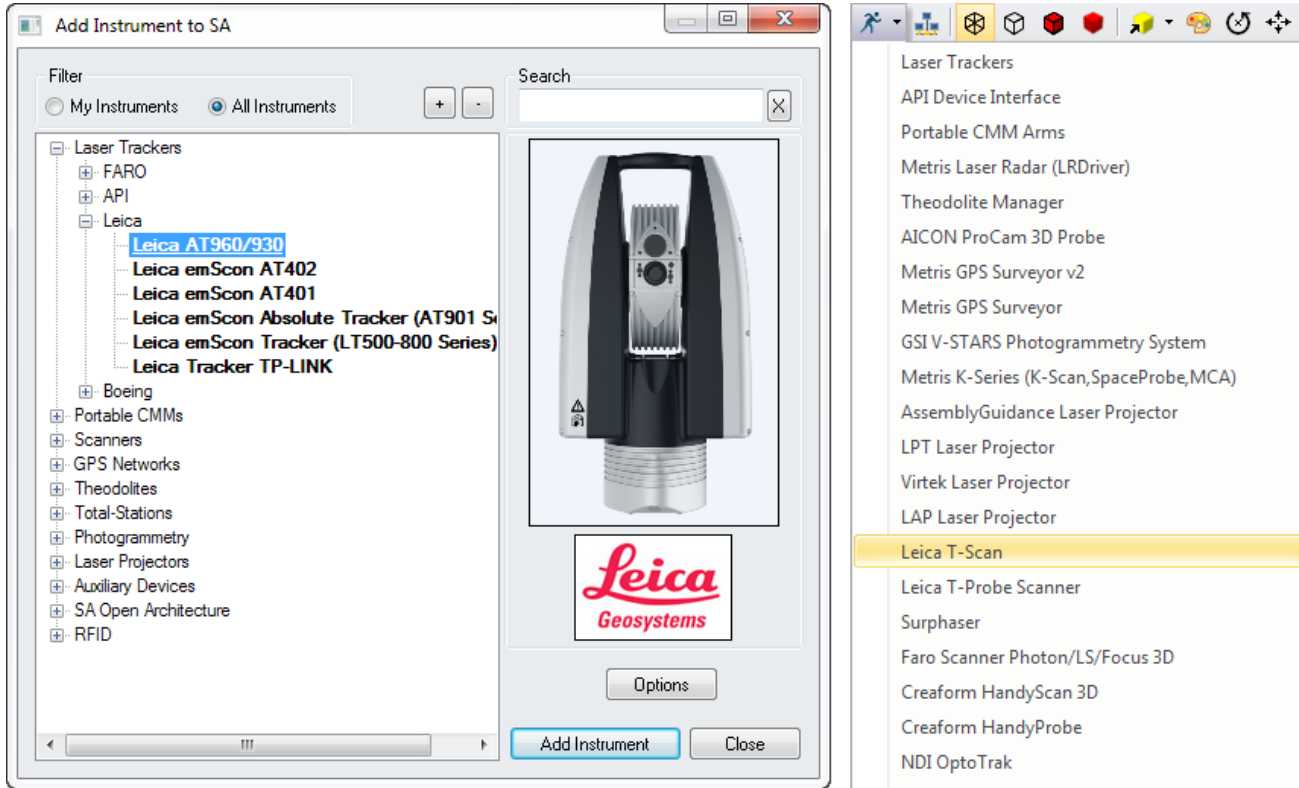 Add Instrument to SA
Filter
My Instruments
All Instruments
+
-
Search
X
Laser Trackers
FARO
API
Leica
Leica AT960/930
Leica emScon AT402
Leica emScon AT401
Leica emScon Absolute Tracker (AT901 S
Leica emScon Tracker (LT500-800 Series)
Leica Tracker TP-LINK
Boeing
Portable CMMs
Scanners
GPS Networks
Theodolites
Total-Stations
Photogrammetry
Laser Projectors
Auxiliary Devices
SA Open Architecture
RFID
Leica
Geosystems
Options
Add Instrument
Close
Laser Trackers
API Device Interface
Portable CMM Arms
Metris Laser Radar (LRDriver)
Theodolite Manager
AICON ProCam 3D Probe
Metris GPS Surveyor v2
Metris GPS Surveyor
GSI V-STARS Photogrammetry System
Metris K-Series (K-Scan,SpaceProbe,MCA)
AssemblyGuidance Laser Projector
LPT Laser Projector
Virtek Laser Projector
LAP Laser Projector
Leica T-Scan
Leica T-Probe Scanner
Surphaser
Faro Scanner Photon/LS/Focus 3D
Creaform HandyScan 3D
Creaform HandyProbe
NDI OptoTrak